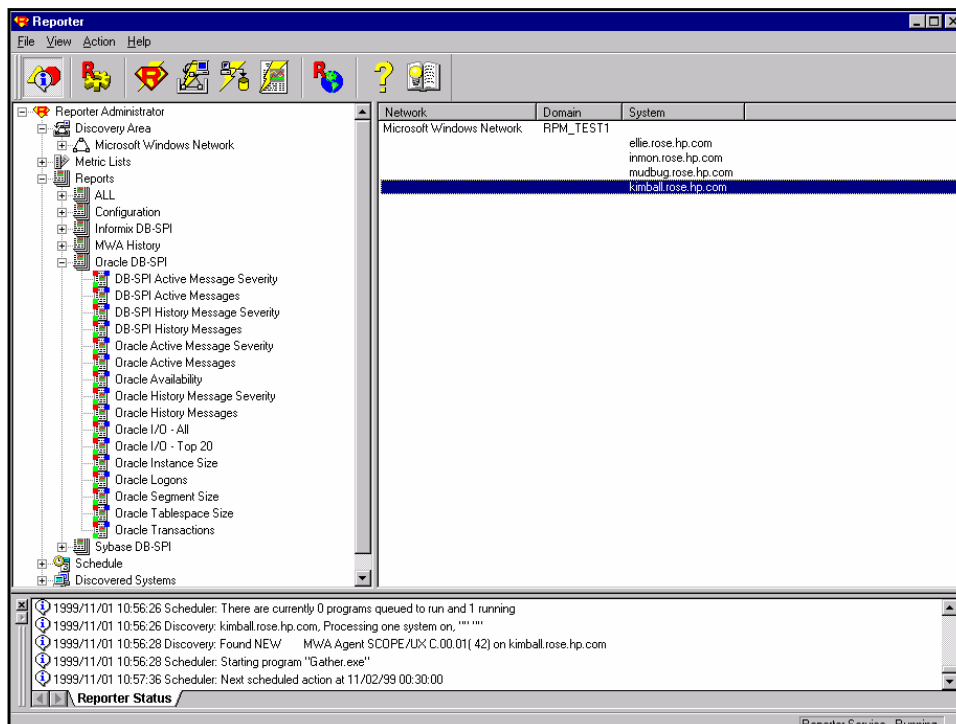 Reporter
File View Action Help
Reporter Administrator
Discovery Area
Microsoft Windows Network
Metric Lists
Reports
ALL
Configuration
Informix DB-SPI
MWA History
Oracle DB-SPI
DB-SPI Active Message Severity
DB-SPI Active Messages
DB-SPI History Message Severity
DB-SPI History Messages
Oracle Active Message Severity
Oracle Active Messages
Oracle Availability
Oracle History Message Severity
Oracle History Messages
Oracle I/O - All
Oracle I/O - Top 20
Oracle Instance Size
Oracle Logons
Oracle Segment Size
Oracle Tablespace Size
Oracle Transactions
Sybase DB-SPI
Schedule
Discovered Systems
Network Domain System
Microsoft Windows Network RPM_TEST1
ellie.rose.hp.com
inmon.rose.hp.com
mudbug.rose.hp.com
kimball.rose.hp.com
1999/11/01 10:56:26 Scheduler: There are currently 0 programs queued to run and 1 running
1999/11/01 10:56:26 Discovery: kimball.rose.hp.com, Processing one system on, "" ""
1999/11/01 10:56:28 Discovery: Found NEW MWA Agent SCOPE/UX C.00.01( 42) on kimball.rose.hp.com
1999/11/01 10:56:28 Scheduler: Starting program "Gather.exe"
1999/11/01 10:57:36 Scheduler: Next scheduled action at 11/02/99 00:30:00
Reporter Status
Reporter Service - Running